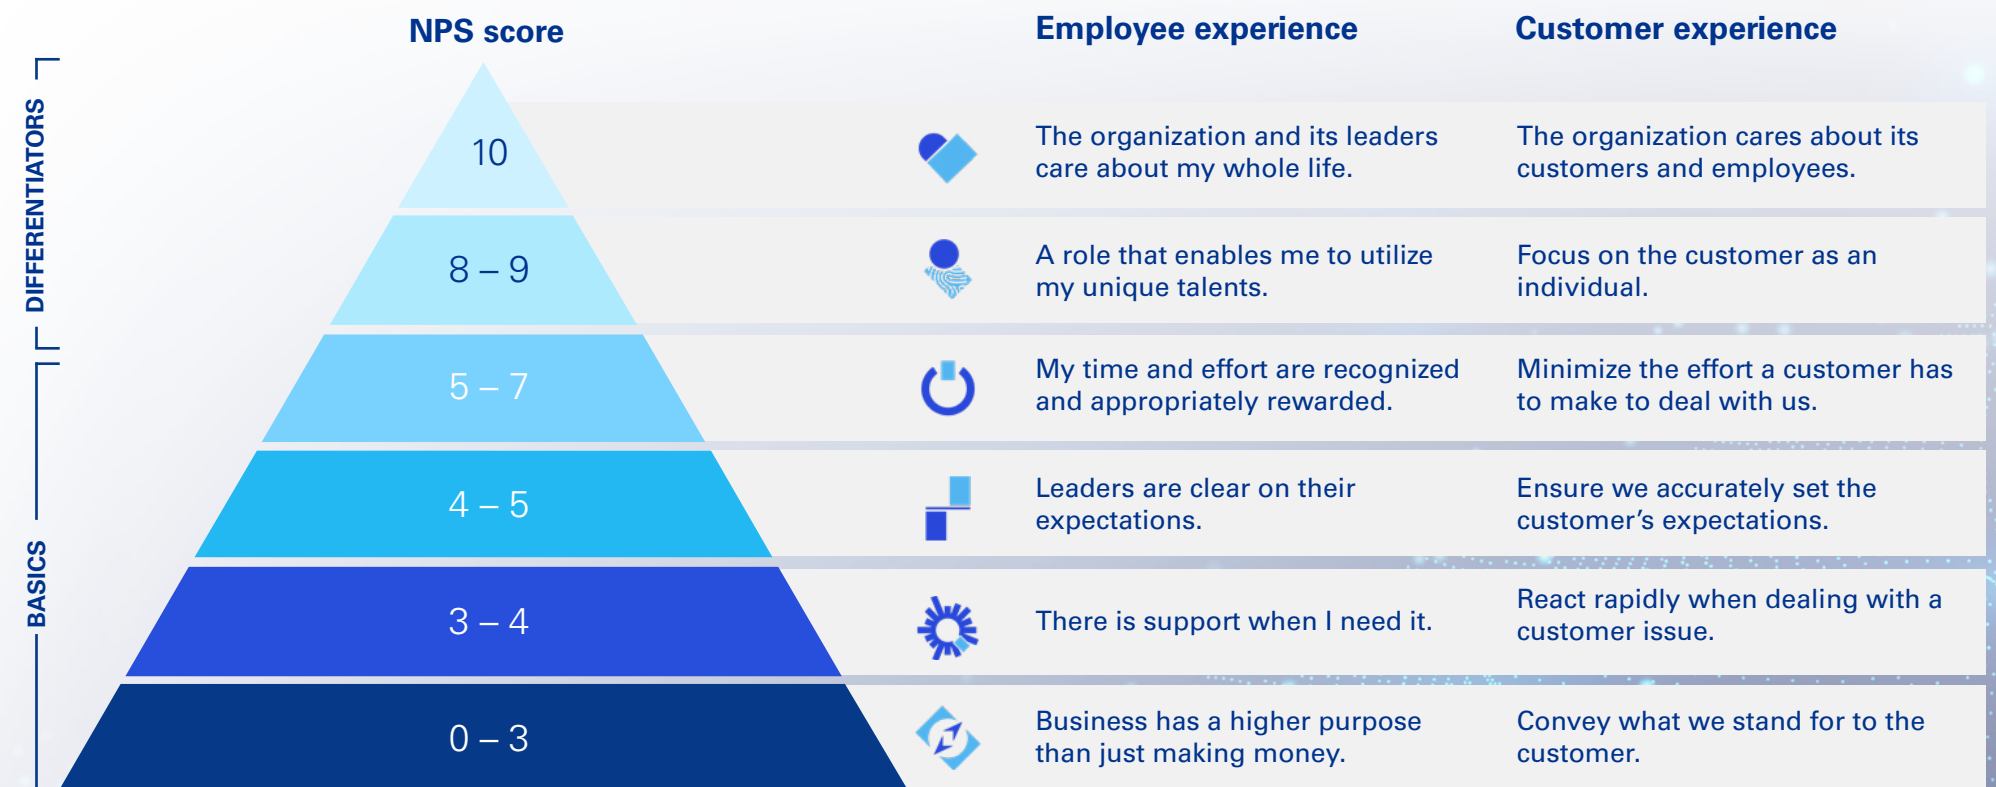 NPS score
Employee experience
Customer experience
DIFFERENTIATORS
10
The organization and its leaders
care about my whole life.
The organization cares about its
customers and employees.
8 – 9
A role that enables me to utilize
my unique talents.
Focus on the customer as an
individual.
5 – 7
My time and effort are recognized
and appropriately rewarded.
Minimize the effort a customer has
to make to deal with us.
BASICS
4 – 5
Leaders are clear on their
expectations.
Ensure we accurately set the
customer’s expectations.
3 – 4
There is support when I need it.
React rapidly when dealing with a
customer issue.
0 – 3
Business has a higher purpose
than just making money.
Convey what we stand for to the
customer.